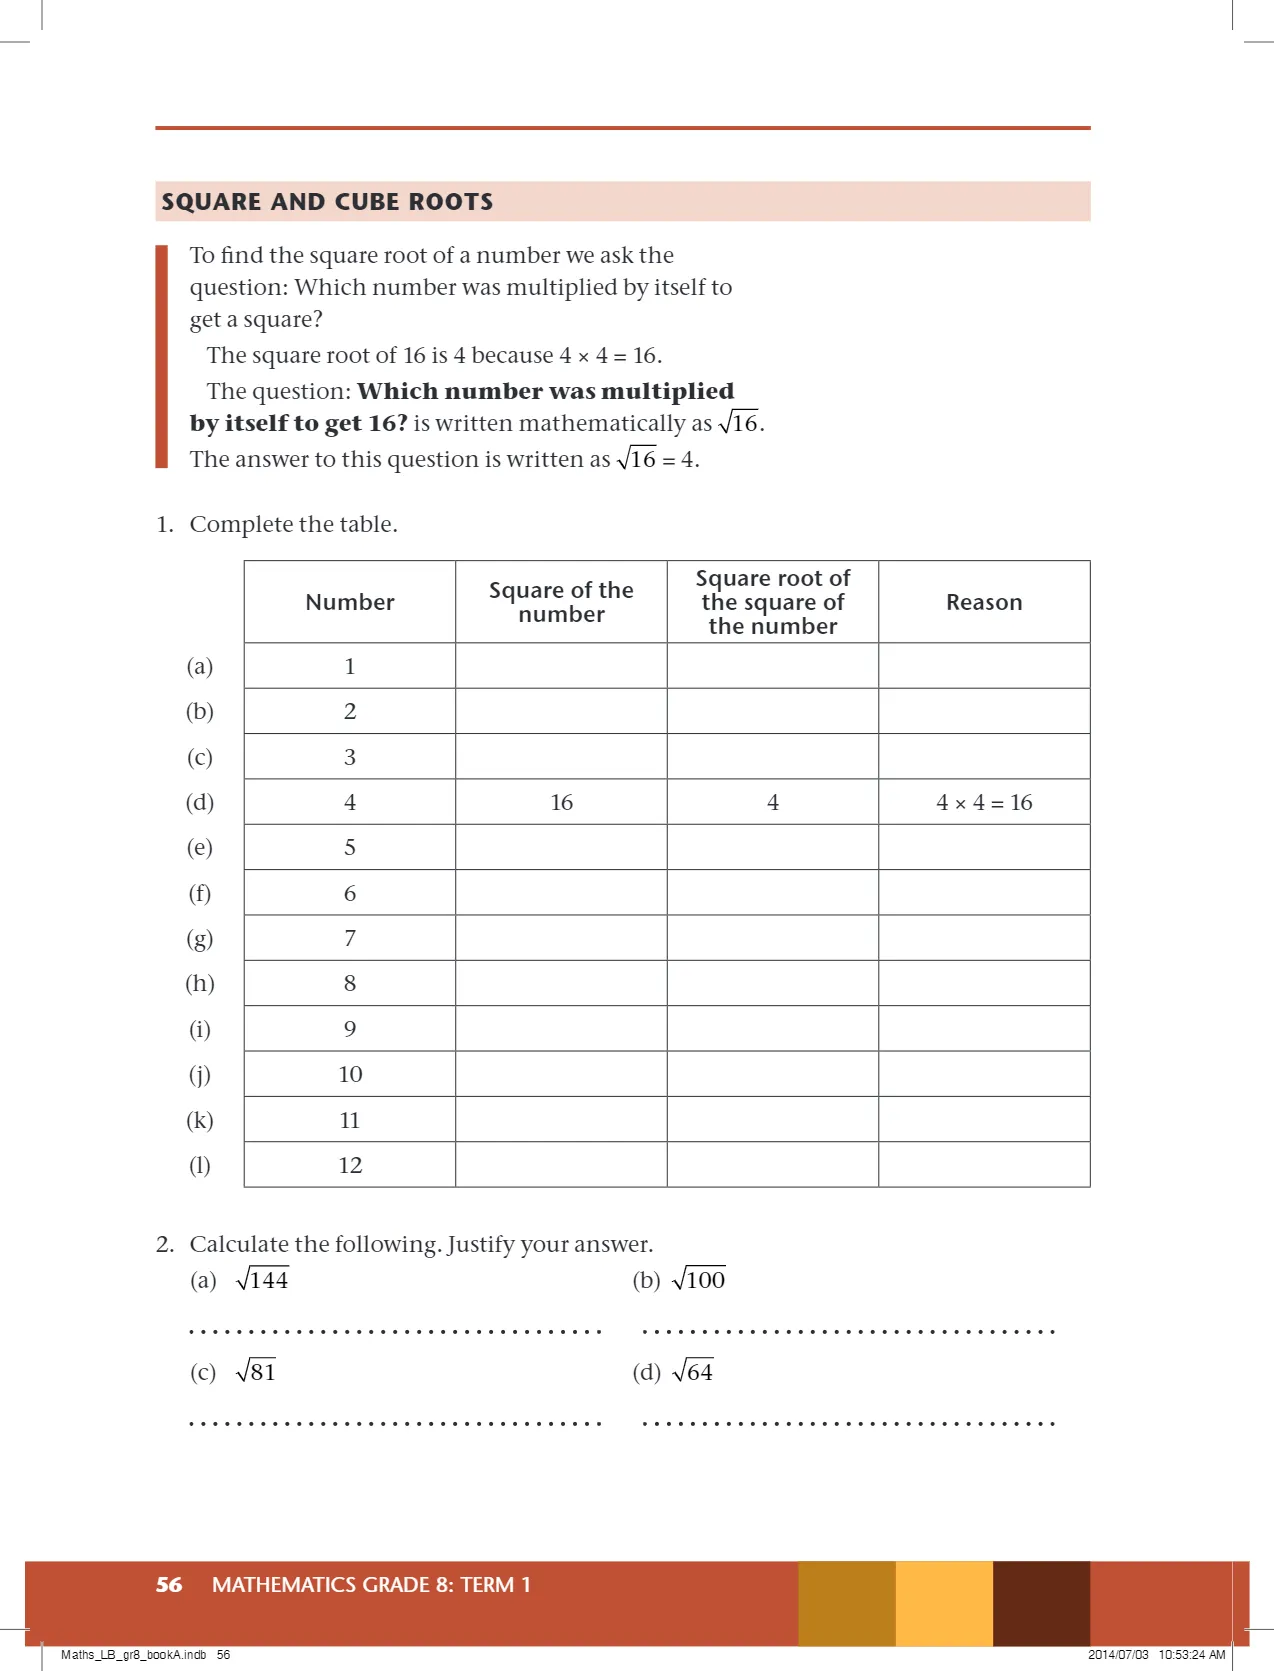 SQUARE AND CUBE ROOTS
To find the square root of a number we ask the
question: Which number was multiplied by itself to
get a square?
The square root of 16 is 4 because 4 × 4 = 16.
The question: Which number was multiplied
by itself to get 16? is written mathematically as √16.
The answer to this question is written as √16 = 4.
1. Complete the table.
Number Square of the number Square root of the square of the number Reason
(a) 1
(b) 2
(c) 3
(d) 4 16 4 4 × 4 = 16
(e) 5
(f) 6
(g) 7
(h) 8
(i) 9
(j) 10
(k) 11
(l) 12
2. Calculate the following. Justify your answer.
(a) √144 (b) √100
(c) √81 (d) √64
56 MATHEMATICS GRADE 8: TERM 1
Maths_LB_gr8_bookA.indb 56 2014/07/03 10:53:24 AM